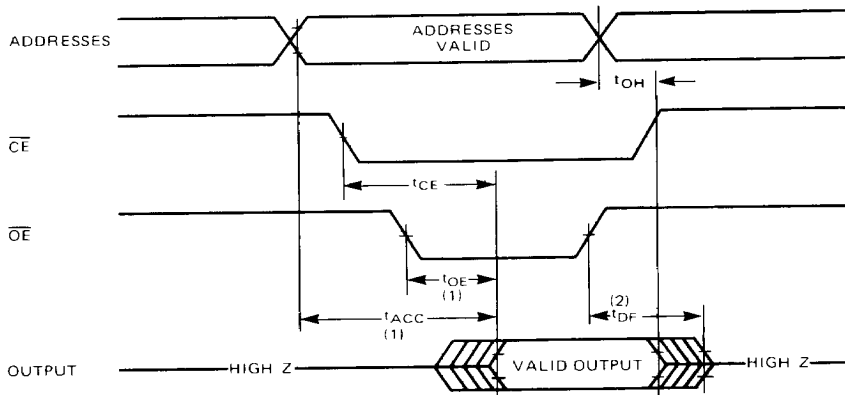 ADDRESSES
ADDRESSES
VALID
tOH
CE
tCE
OE
tOE
(1)
(2)
tDF
tACC
(1)
OUTPUT
HIGH Z
VALID OUTPUT
HIGH Z